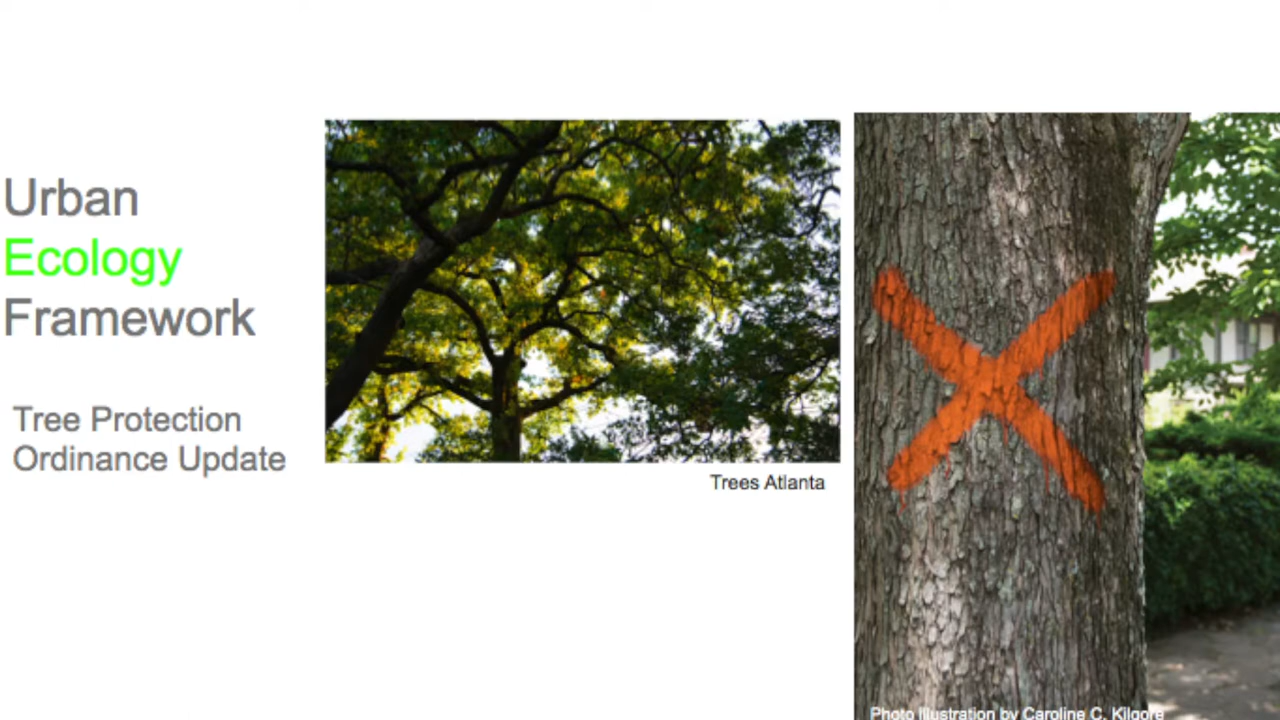 Urban
Ecology
Framework
Tree Protection
Ordinance Update
Trees Atlanta
Photo Illustration by Caroline C. Kilgore